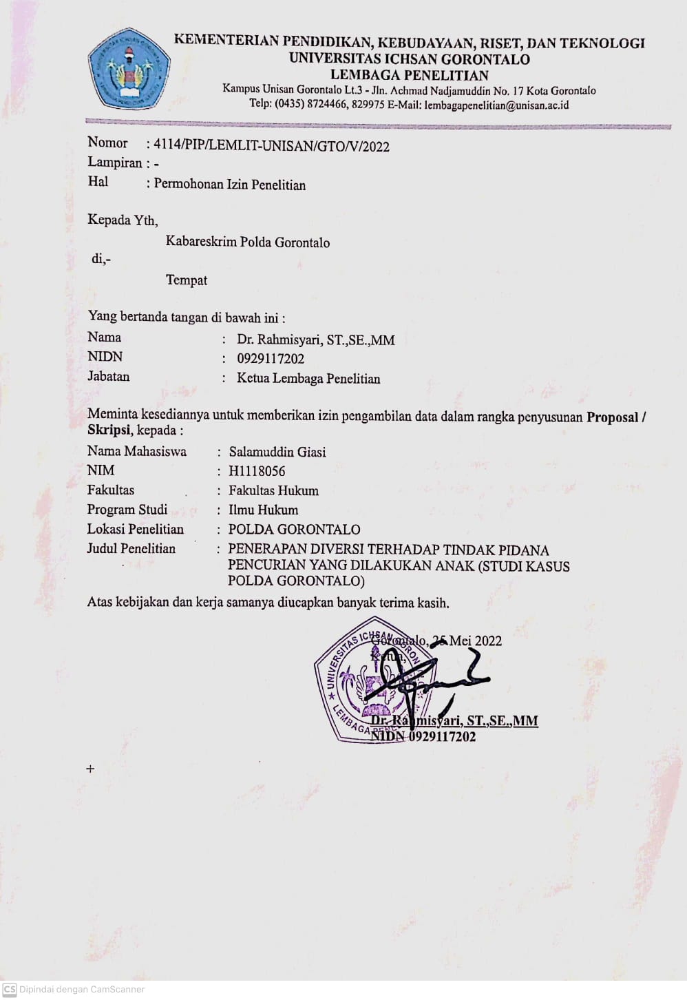 KEMENTERIAN PENDIDIKAN, KEBUDAYAAN, RISET, DAN TEKNOLOGI
UNIVERSITAS ICHSAN GORONTALO
LEMBAGA PENELITIAN
Kampus Unisan Gorontalo Lt.3 - Jln. Achmad Nadjamuddin No. 17 Kota Gorontalo
Telp: (0435) 8724466, 829975 E-Mail: lembagapenelitian@unisan.ac.id
Nomor : 4114/PIP/LEMLIT-UNISAN/GTO/V/2022
Lampiran : -
Hal : Permohonan Izin Penelitian
Kepada Yth,
Kabareskrim Polda Gorontalo
di,-
Tempat
Yang bertanda tangan di bawah ini :
Nama : Dr. Rahmisyari, ST.,SE.,MM
NIDN : 0929117202
Jabatan : Ketua Lembaga Penelitian
Meminta kesediannya untuk memberikan izin pengambilan data dalam rangka penyusunan Proposal /
Skripsi, kepada :
Nama Mahasiswa : Salamuddin Giasi
NIM : H1118056
Fakultas : Fakultas Hukum
Program Studi : Ilmu Hukum
Lokasi Penelitian : POLDA GORONTALO
Judul Penelitian : PENERAPAN DIVERSI TERHADAP TINDAK PIDANA
PENCURIAN YANG DILAKUKAN ANAK (STUDI KASUS
POLDA GORONTALO)
Atas kebijakan dan kerja samanya diucapkan banyak terima kasih.
Gorontalo, 25 Mei 2022
Ketua,
UNIVERSITAS ICHSAN GORONTALO
LEMBAGA PENELITIAN
Dr. Rahmisyari, ST.,SE.,MM
NIDN 0929117202
+
CS Dipindai dengan CamScanner